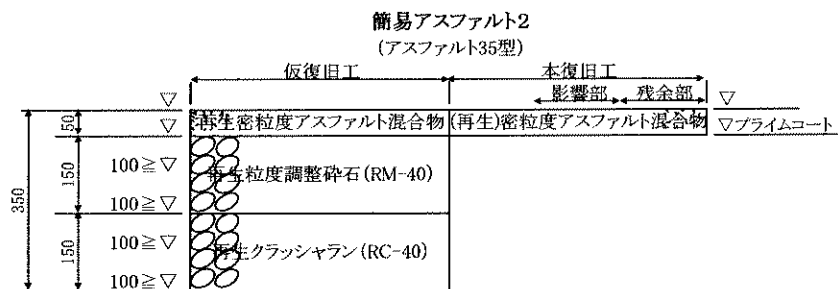 簡易アスファルト2
(アスファルト35型)
仮復旧工
本復旧工
影響部
残余部
▽
▽
50
▽
再生密粒度アスファルト混合物
(再生)密粒度アスファルト混合物
▽プライムコート
350
150
100≧▽
再生粒度調整砕石(RM-40)
100≧▽
150
100≧▽
再生クラッシャラン(RC-40)
100≧▽